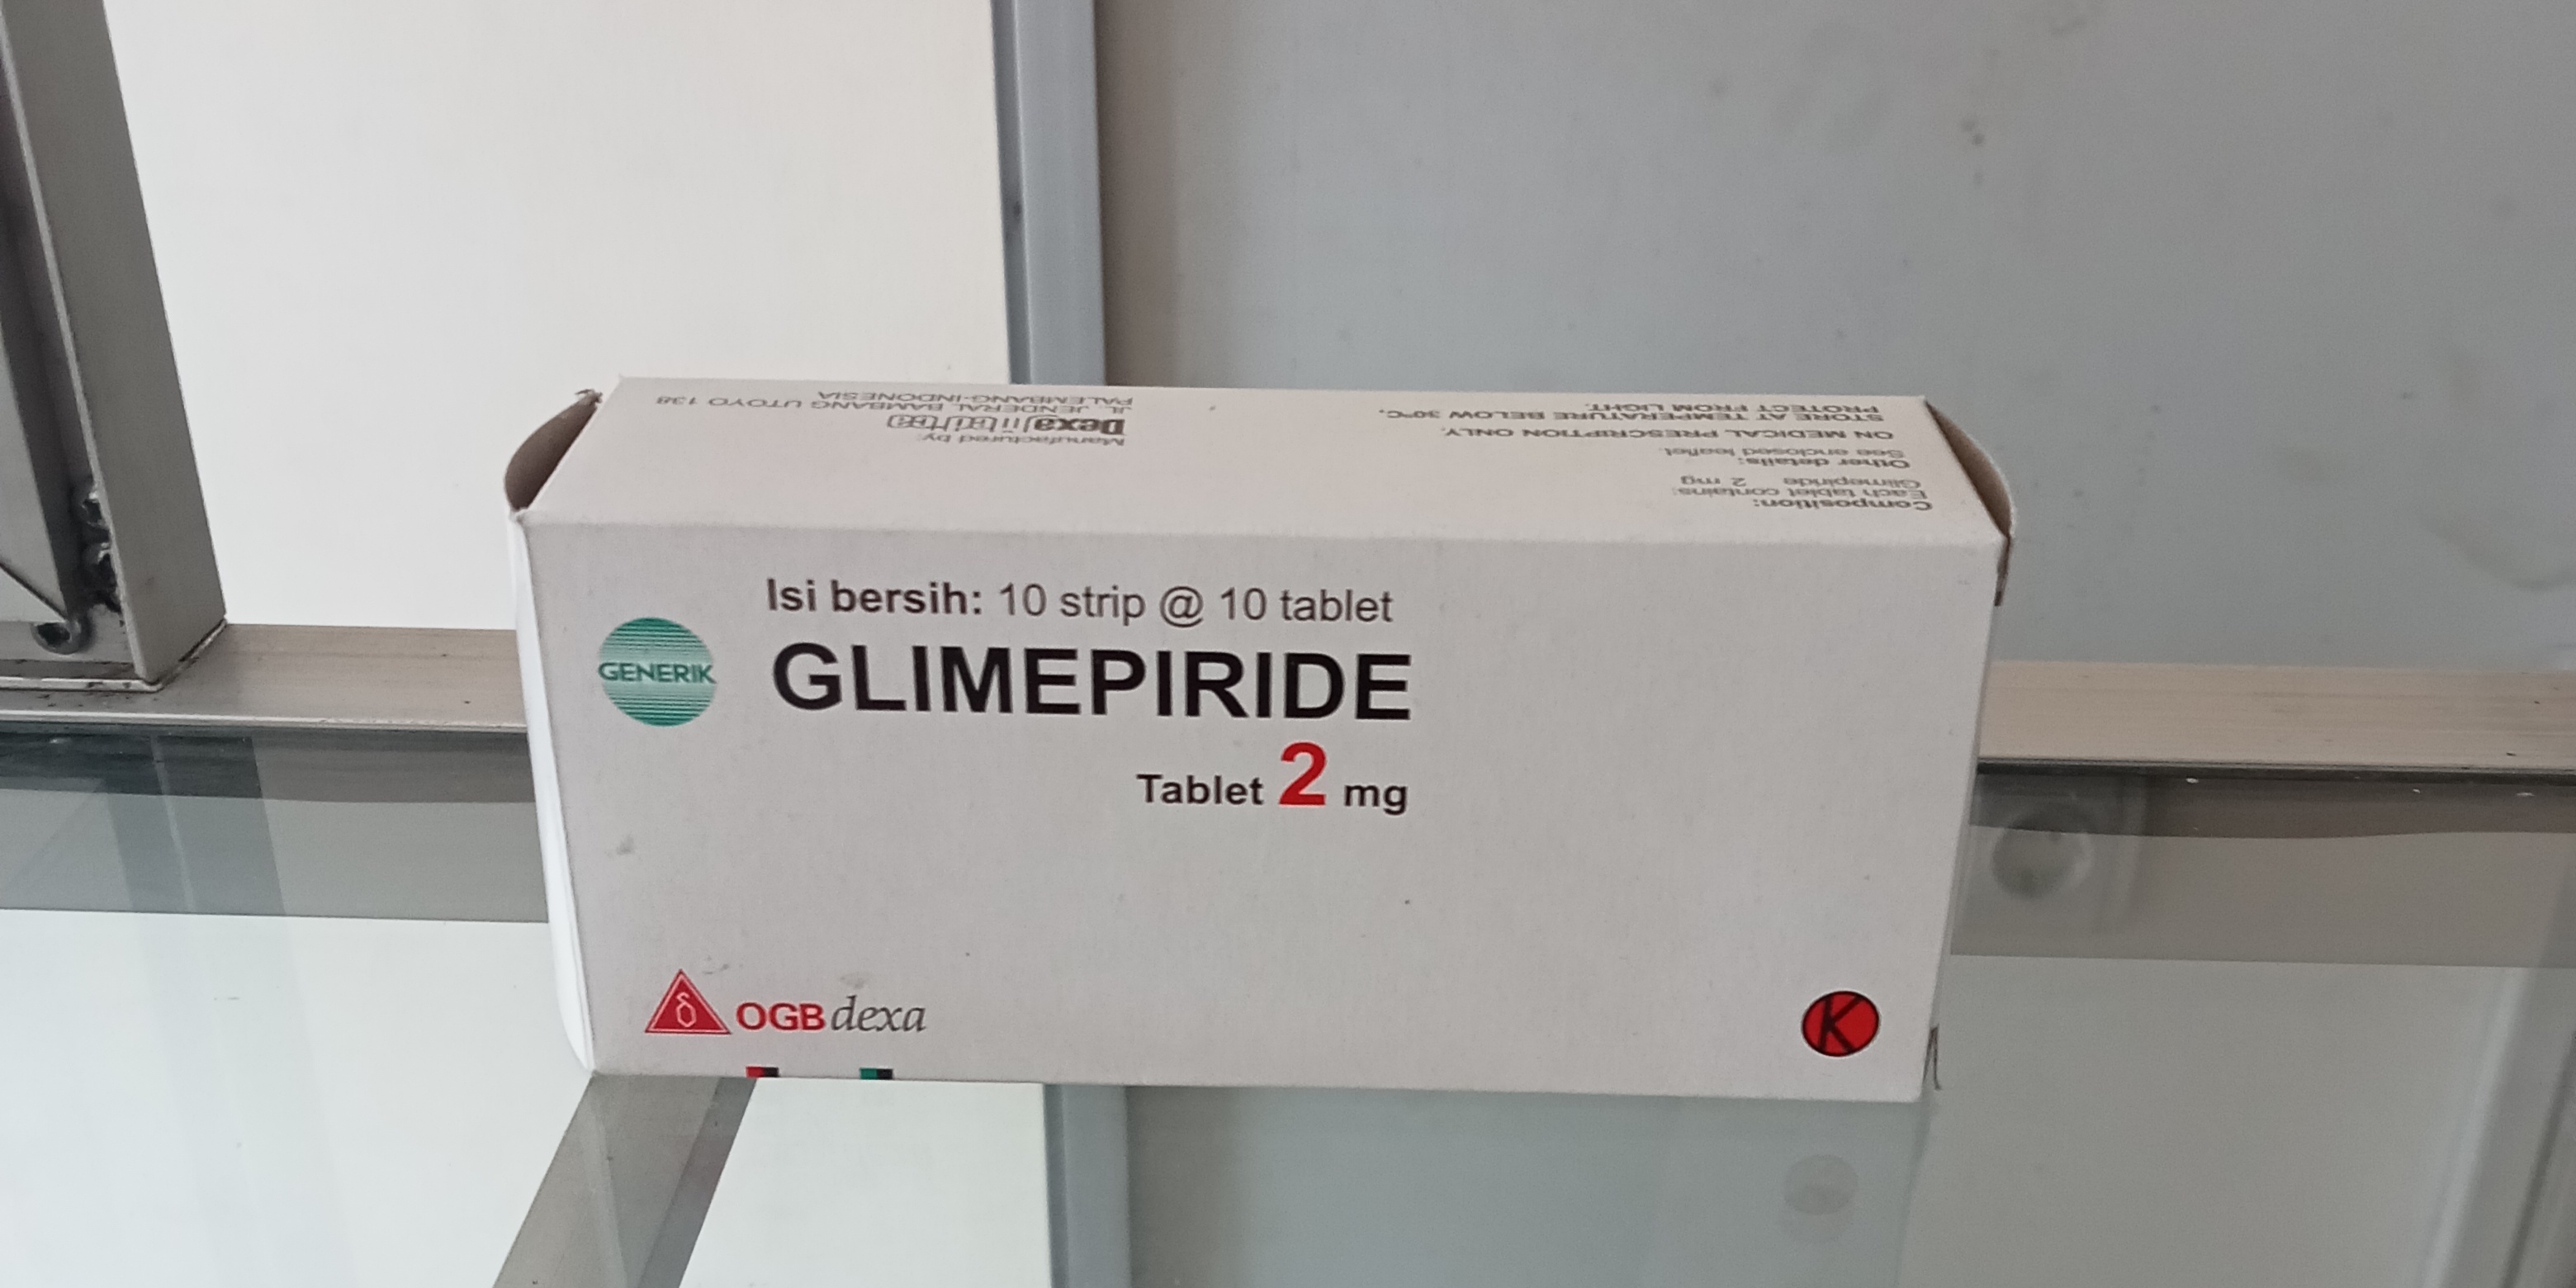 Composition:
Each tablet contains:
Glimepiride 2 mg
Other details:
See enclosed leaflet.
ON MEDICAL PRESCRIPTION ONLY.
STORE AT TEMPERATURE BELOW 30°C.
PROTECT FROM LIGHT.
Manufactured by:
Dexa Medica
JL. JENDERAL BAMBANG UTOYO 138
PALEMBANG-INDONESIA
Isi bersih: 10 strip @ 10 tablet
GENERIK
GLIMEPIRIDE
Tablet 2 mg
OGBdexa
K